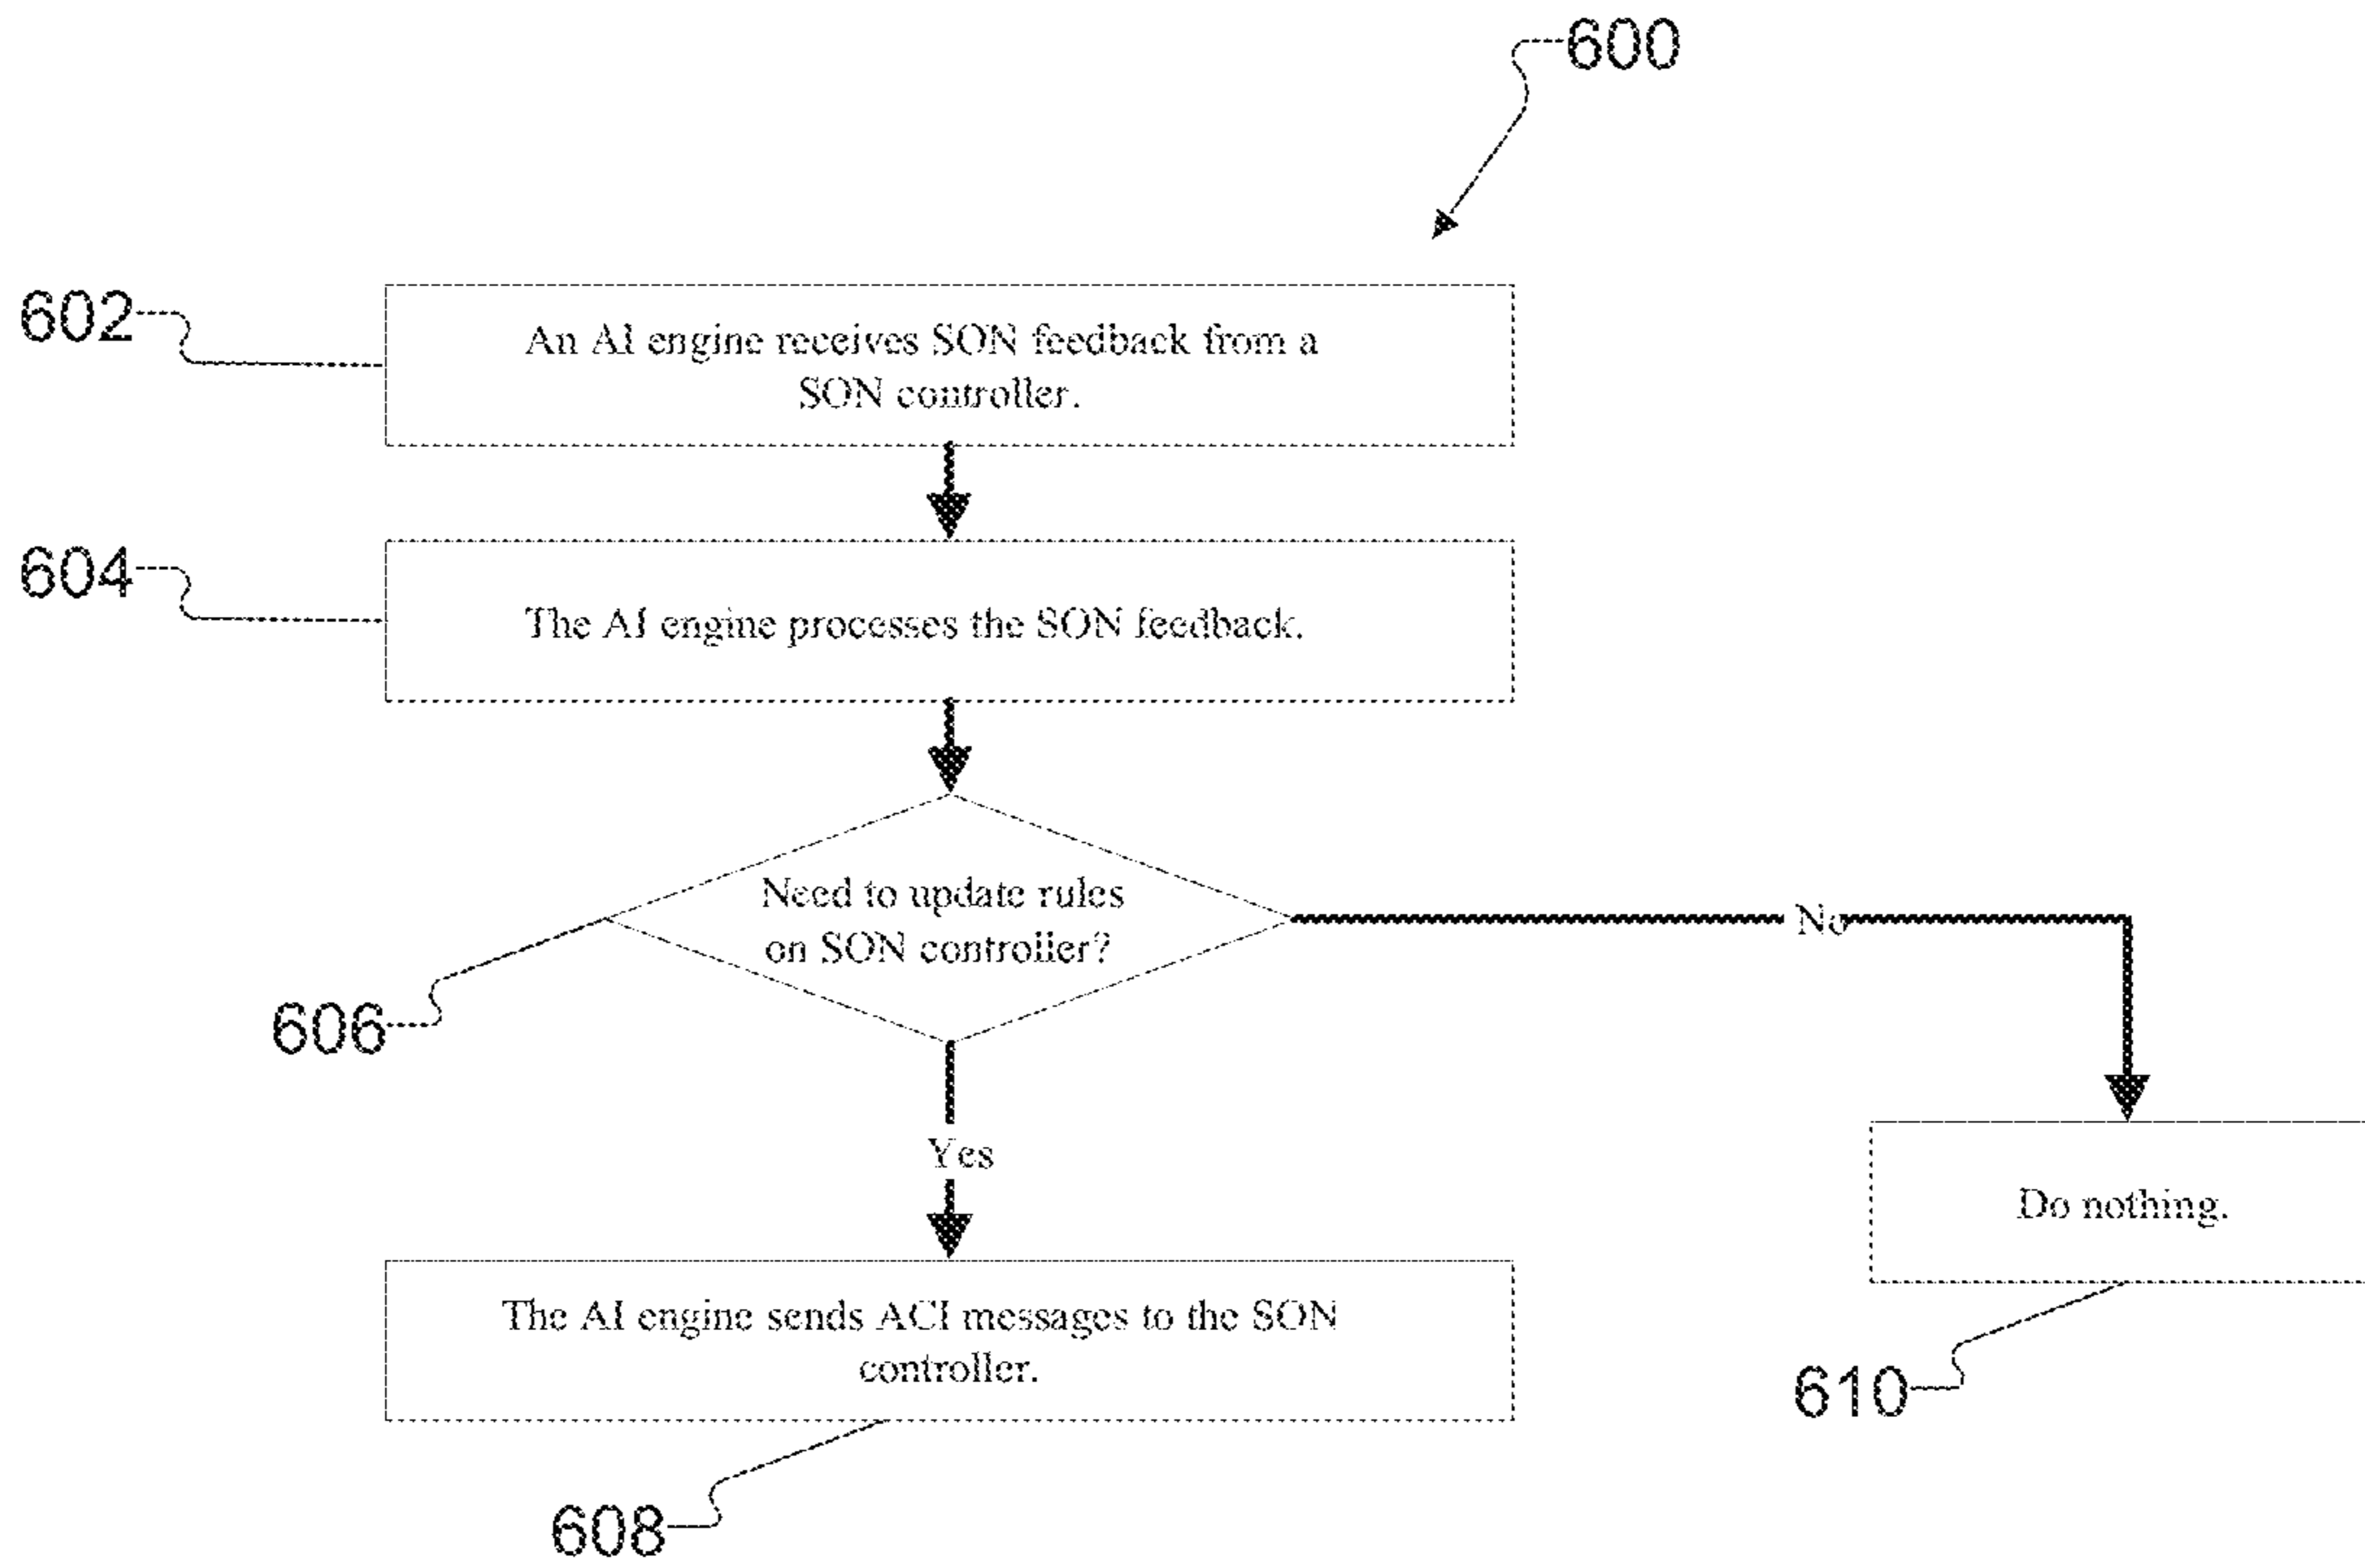 600
602
An AI engine receives SON feedback from a
SON controller.
604
The AI engine processes the SON feedback.
Need to update rules
on SON controller?
No
606
Yes
Do nothing.
The AI engine sends ACI messages to the SON
controller.
610
608